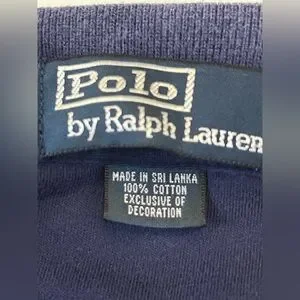 Polo
by Ralph Lauren
MADE IN SRI LANKA
100% COTTON
EXCLUSIVE OF
DECORATION